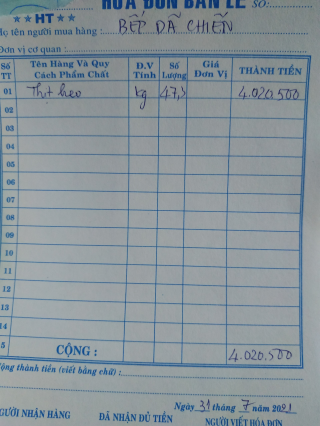 HÓA ĐƠN BÁN LẺ SỐ:
★★ HT ★★
Họ tên người mua hàng : BẾP DÃ CHIẾN
Đơn vị cơ quan :
Số TT Tên Hàng Và Quy Cách Phẩm Chất Đ.V Tính Số Lượng Giá Đơn Vị THÀNH TIỀN
01 Thịt heo kg 47,3 4.020.500
02
03
04
05
06
07
08
09
10
11
12
13
14
5 CỘNG : 4.020.500
Cộng thành tiền (viết bằng chữ) :
Ngày 31 tháng 7 năm 2021
NGƯỜI NHẬN HÀNG ĐÃ NHẬN ĐỦ TIỀN NGƯỜI VIẾT HÓA ĐƠN